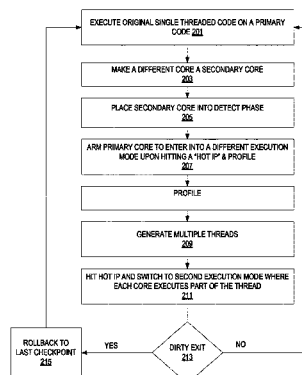 EXECUTE ORIGINAL SINGLE THREADED CODE ON A PRIMARY
CODE 201
MAKE A DIFFERENT CORE A SECONDARY
CORE
203
PLACE SECONDARY CORE INTO DETECT PHASE
205
ARM PRIMARY CORE TO ENTER INTO A DIFFERENT EXECUTION
MODE UPON HITTING A "HOT IP" & PROFILE
207
PROFILE
GENERATE MULTIPLE THREADS
209
HIT HOT IP AND SWITCH TO SECOND EXECUTION MODE WHERE
EACH CORE EXECUTES PART OF THE THREAD
211
ROLLBACK TO
LAST CHECKPOINT
215
YES
DIRTY EXIT
213
NO